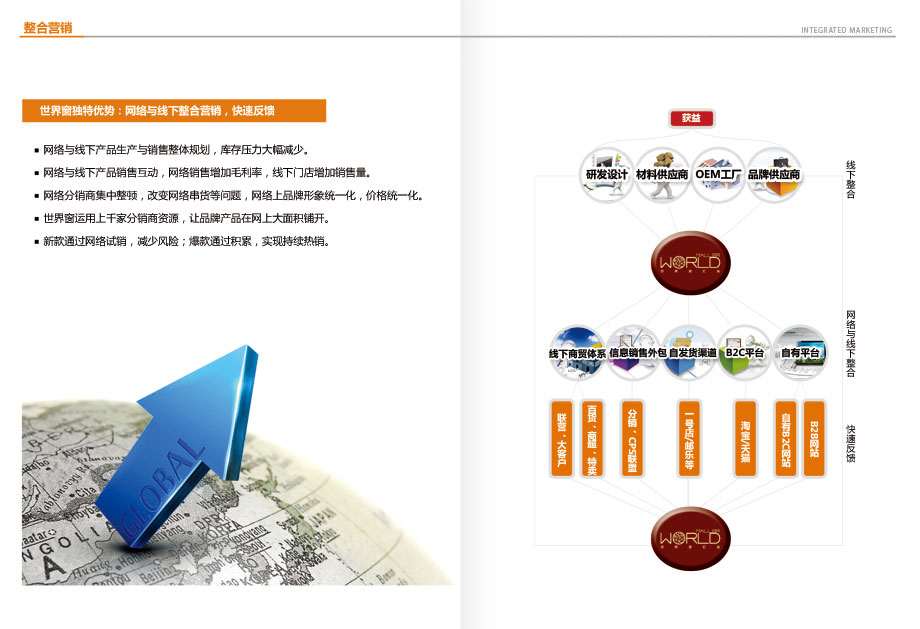 整合营销
INTEGRATED MARKETING
世界窗独特优势：网络与线下整合营销，快速反馈
网络与线下产品生产与销售整体规划，库存压力大幅减少。
网络与线下产品销售互动，网络销售增加毛利率，线下门店增加销售量。
网络分销商集中整顿，改变网络串货等问题，网络上品牌形象统一化，价格统一化。
世界窗运用上千家分销商资源，让品牌产品在网上大面积铺开。
新款通过网络试销，减少风险；爆款通过积累，实现持续热销。
GLOBAL
MONGOLIA
Beijing
A
获益
研发设计
材料供应商
OEM工厂
品牌供应商
线下整合
WORLD
线下商贸体系
信息销售外包
自发货渠道
B2C平台
自有平台
网络与线下整合
联营、大客户
百货、商超、特卖
分销、CPS联盟
一号店/邮乐等
淘宝/天猫
自有B2C网站
B2B网站
快速反馈
WORLD